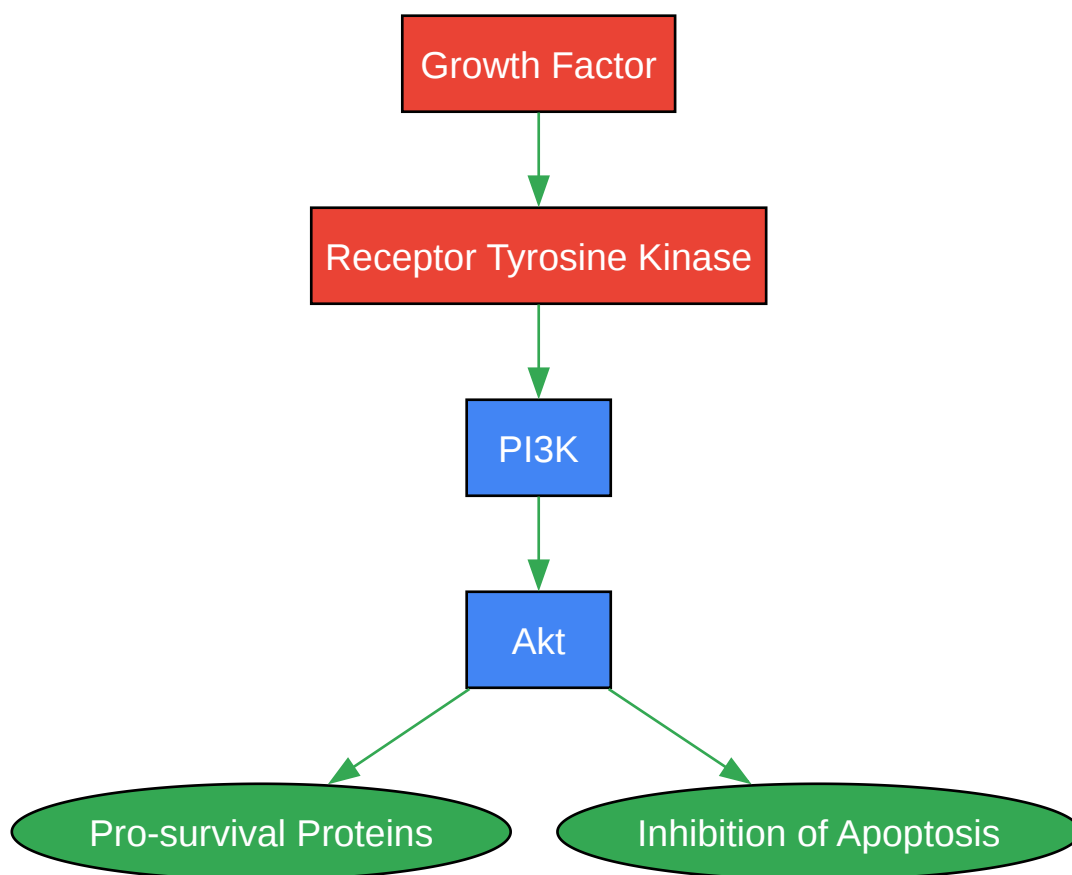 Growth Factor
Receptor Tyrosine Kinase
PI3K
Akt
Pro-survival Proteins
Inhibition of Apoptosis